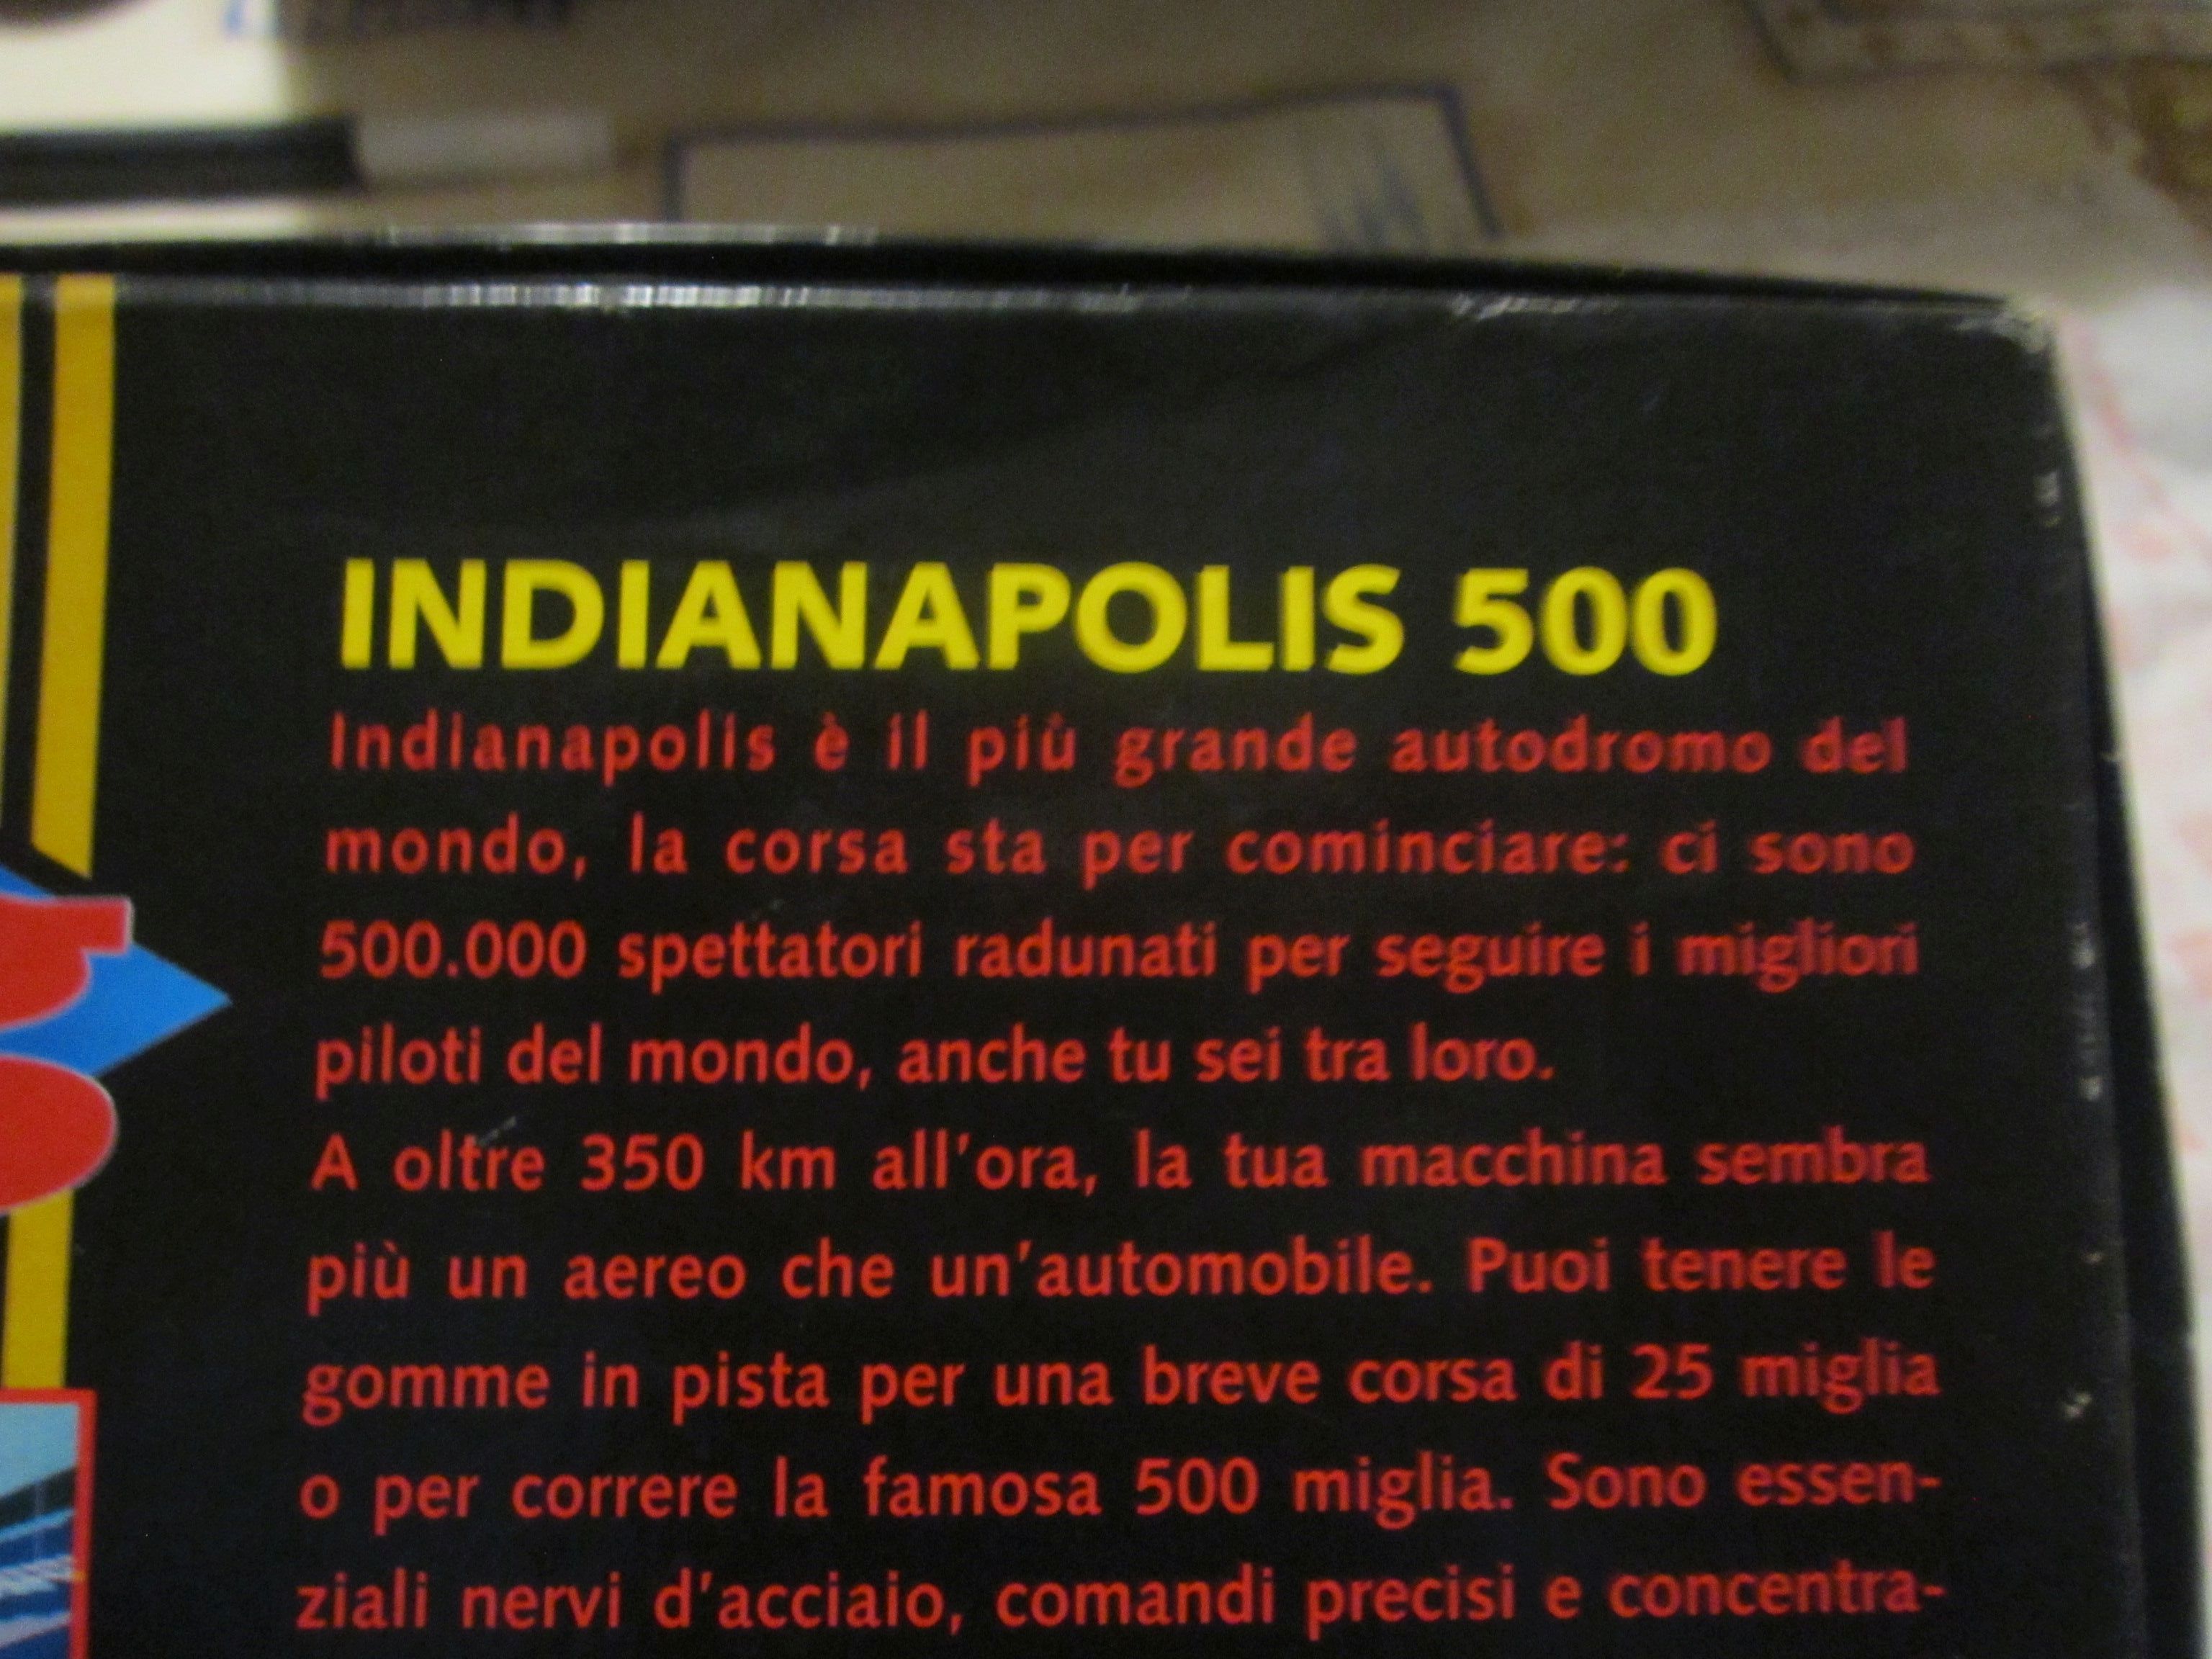 INDIANAPOLIS 500
Indianapolis è il più grande autodromo del
mondo, la corsa sta per cominciare: ci sono
500.000 spettatori radunati per seguire i migliori
piloti del mondo, anche tu sei tra loro.
A oltre 350 km all'ora, la tua macchina sembra
più un aereo che un'automobile. Puoi tenere le
gomme in pista per una breve corsa di 25 miglia
o per correre la famosa 500 miglia. Sono essen-
ziali nervi d'acciaio, comandi precisi e concentra-